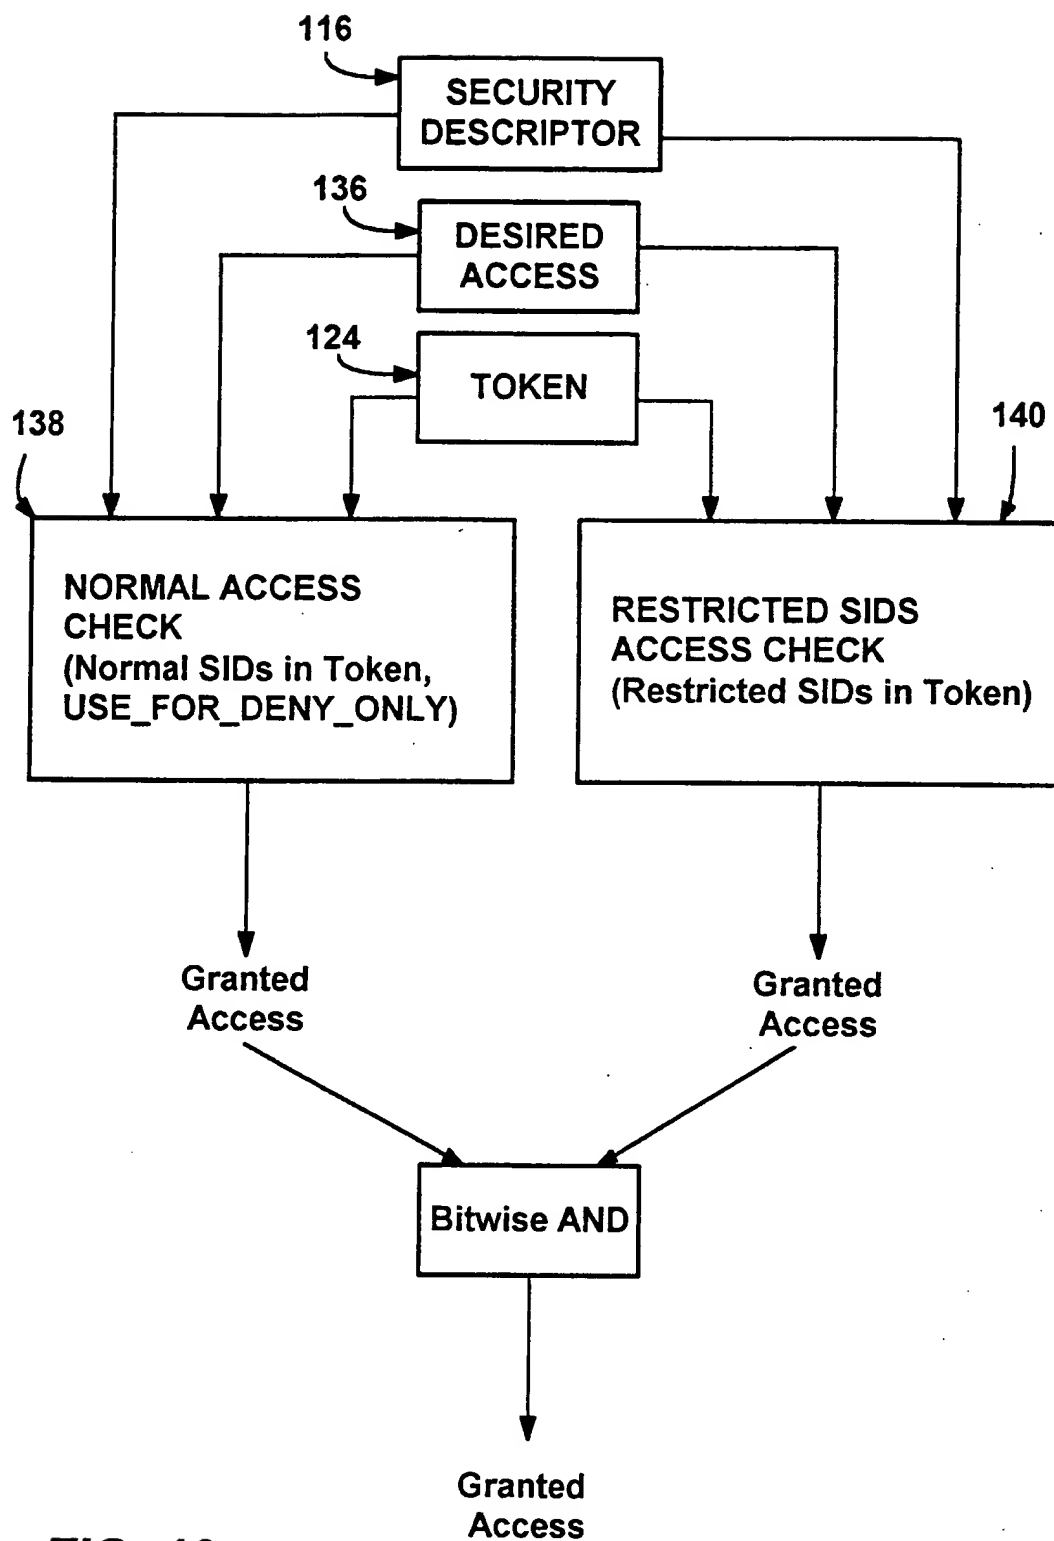 116
SECURITY
DESCRIPTOR
136
DESIRED
ACCESS
124
TOKEN
138
140
NORMAL ACCESS
CHECK
(Normal SIDs in Token,
USE_FOR_DENY_ONLY)
RESTRICTED SIDS
ACCESS CHECK
(Restricted SIDs in Token)
Granted
Access
Granted
Access
Bitwise AND
Granted
Access